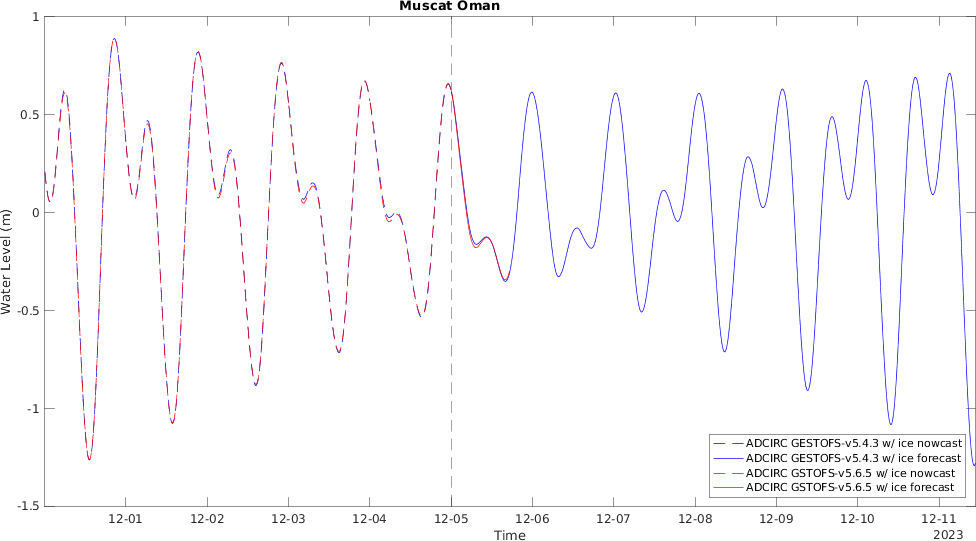 Muscat Oman
1
0.5
0
-0.5
-1
-1.5
Water Level (m)
12-01 12-02 12-03 12-04 12-05 12-06 12-07 12-08 12-09 12-10 12-11
Time
2023
ADCIRC GESTOFS-v5.4.3 w/ ice nowcast
ADCIRC GESTOFS-v5.4.3 w/ ice forecast
ADCIRC GSTOFS-v5.6.5 w/ ice nowcast
ADCIRC GSTOFS-v5.6.5 w/ ice forecast